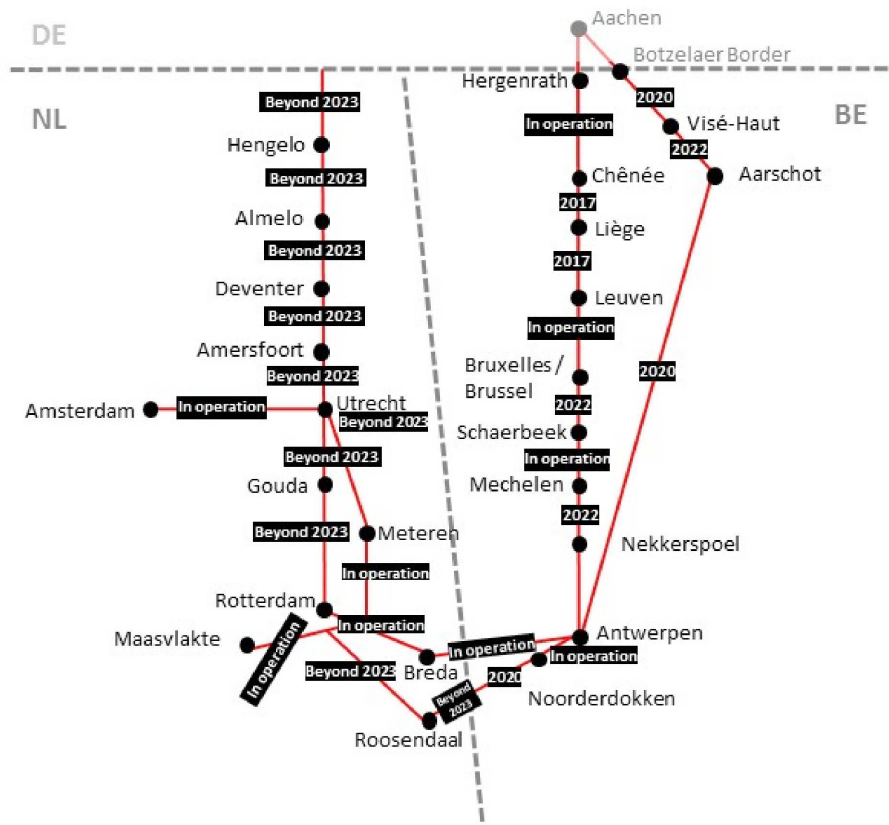 Aachen
DE
Botzelaer Border
Hergenrath
2020
Beyond 2023
NL
In operation
Visé-Haut
BE
Hengelo
2022
Beyond 2023
Chênée
Aarschot
2017
Almelo
Liège
Beyond 2023
2017
Deventer
Leuven
Beyond 2023
In operation
Amersfoort
Bruxelles /
Brussel
Beyond 2023
2020
Amsterdam
In operation
Utrecht
2022
Beyond 2023
Schaerbeek
Beyond 2023
In operation
Gouda
Mechelen
Beyond 2023
2022
Meteren
Nekkerspoel
In operation
Rotterdam
In operation
Maasvlakte
Antwerpen
In operation
In operation
In operation
Beyond 2023
Breda
2020
Beyond
2023
Noorderdokken
Roosendaal